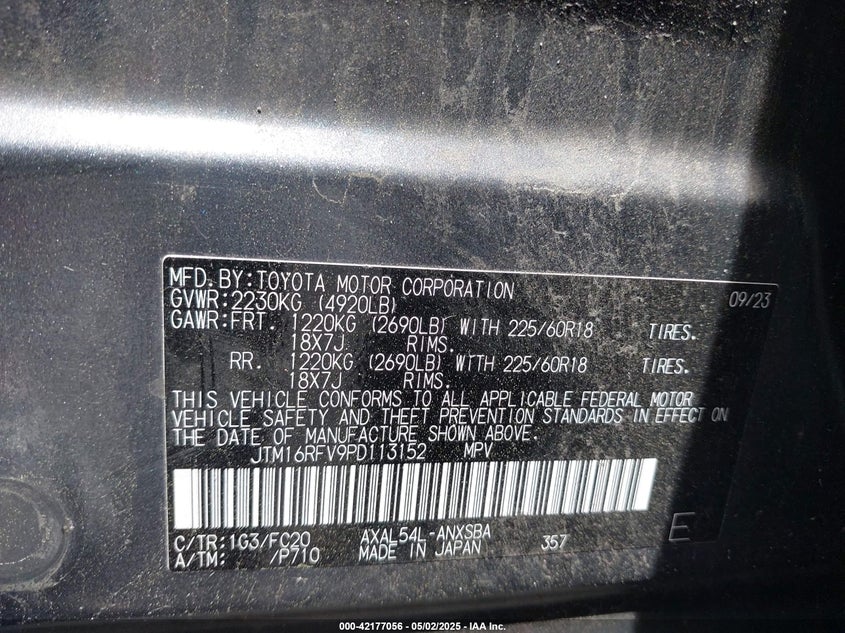 MFD.BY:TOYOTA MOTOR CORPORATION 09/23
GVWR:2230KG (4920LB)
GAWR:FRT. 1220KG (2690LB) WITH 225/60R18 TIRES.
18X7J RIMS.
RR. 1220KG (2690LB) WITH 225/60R18 TIRES.
18X7J RIMS.
THIS VEHICLE CONFORMS TO ALL APPLICABLE FEDERAL MOTOR
VEHICLE SAFETY AND THEFT PREVENTION STANDARDS IN EFFECT ON
THE DATE OF MANUFACTURE SHOWN ABOVE.
JTM16RFV9PD113152 MPV
C/TR:1G3/FC20 AXAL54L-ANXSBA 357 E
A/TM: /P710 MADE IN JAPAN
000-42177056 - 05/02/2025 - IAA Inc.